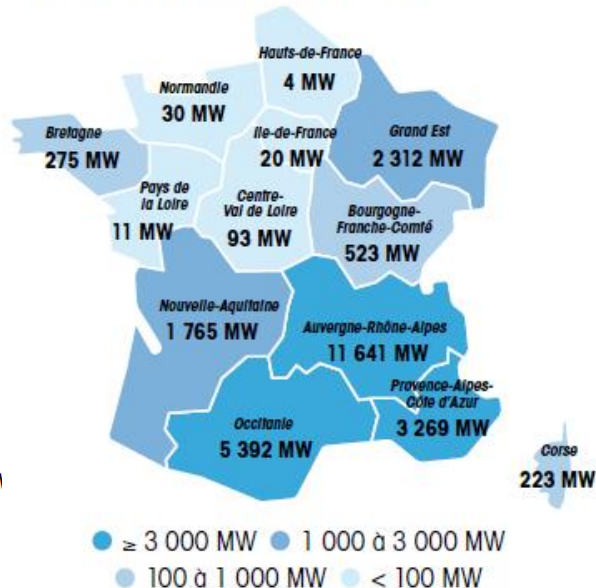 Hauts-de-France
4 MW
Normandie
30 MW
Ile-de-France
20 MW
Grand Est
2 312 MW
Bretagne
275 MW
Pays de
la Loire
11 MW
Centre-
Val de Loire
93 MW
Bourgogne-
Franche-Comté
523 MW
Nouvelle-Aquitaine
1 765 MW
Auvergne-Rhône-Alpes
11 641 MW
Provence-Alpes-
Côte d'Azur
3 269 MW
Occitanie
5 392 MW
Corse
223 MW
≥ 3 000 MW 1 000 à 3 000 MW
100 à 1 000 MW < 100 MW